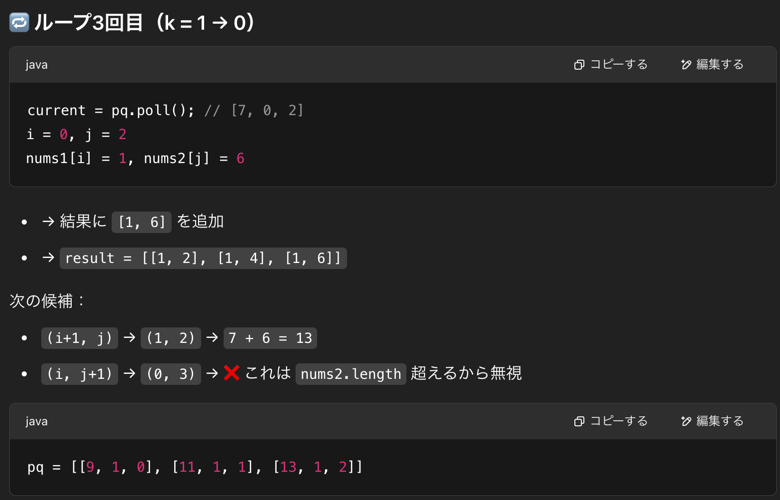 🔁 ループ3回目（k = 1 → 0）
java
コピーする
編集する
current = pq.poll(); // [7, 0, 2]
i = 0, j = 2
nums1[i] = 1, nums2[j] = 6
• → 結果に [1, 6] を追加
• → result = [[1, 2], [1, 4], [1, 6]]
次の候補：
• (i+1, j) → (1, 2) → 7 + 6 = 13
• (i, j+1) → (0, 3) → ❌ これは nums2.length 超えるから無視
java
コピーする
編集する
pq = [[9, 1, 0], [11, 1, 1], [13, 1, 2]]